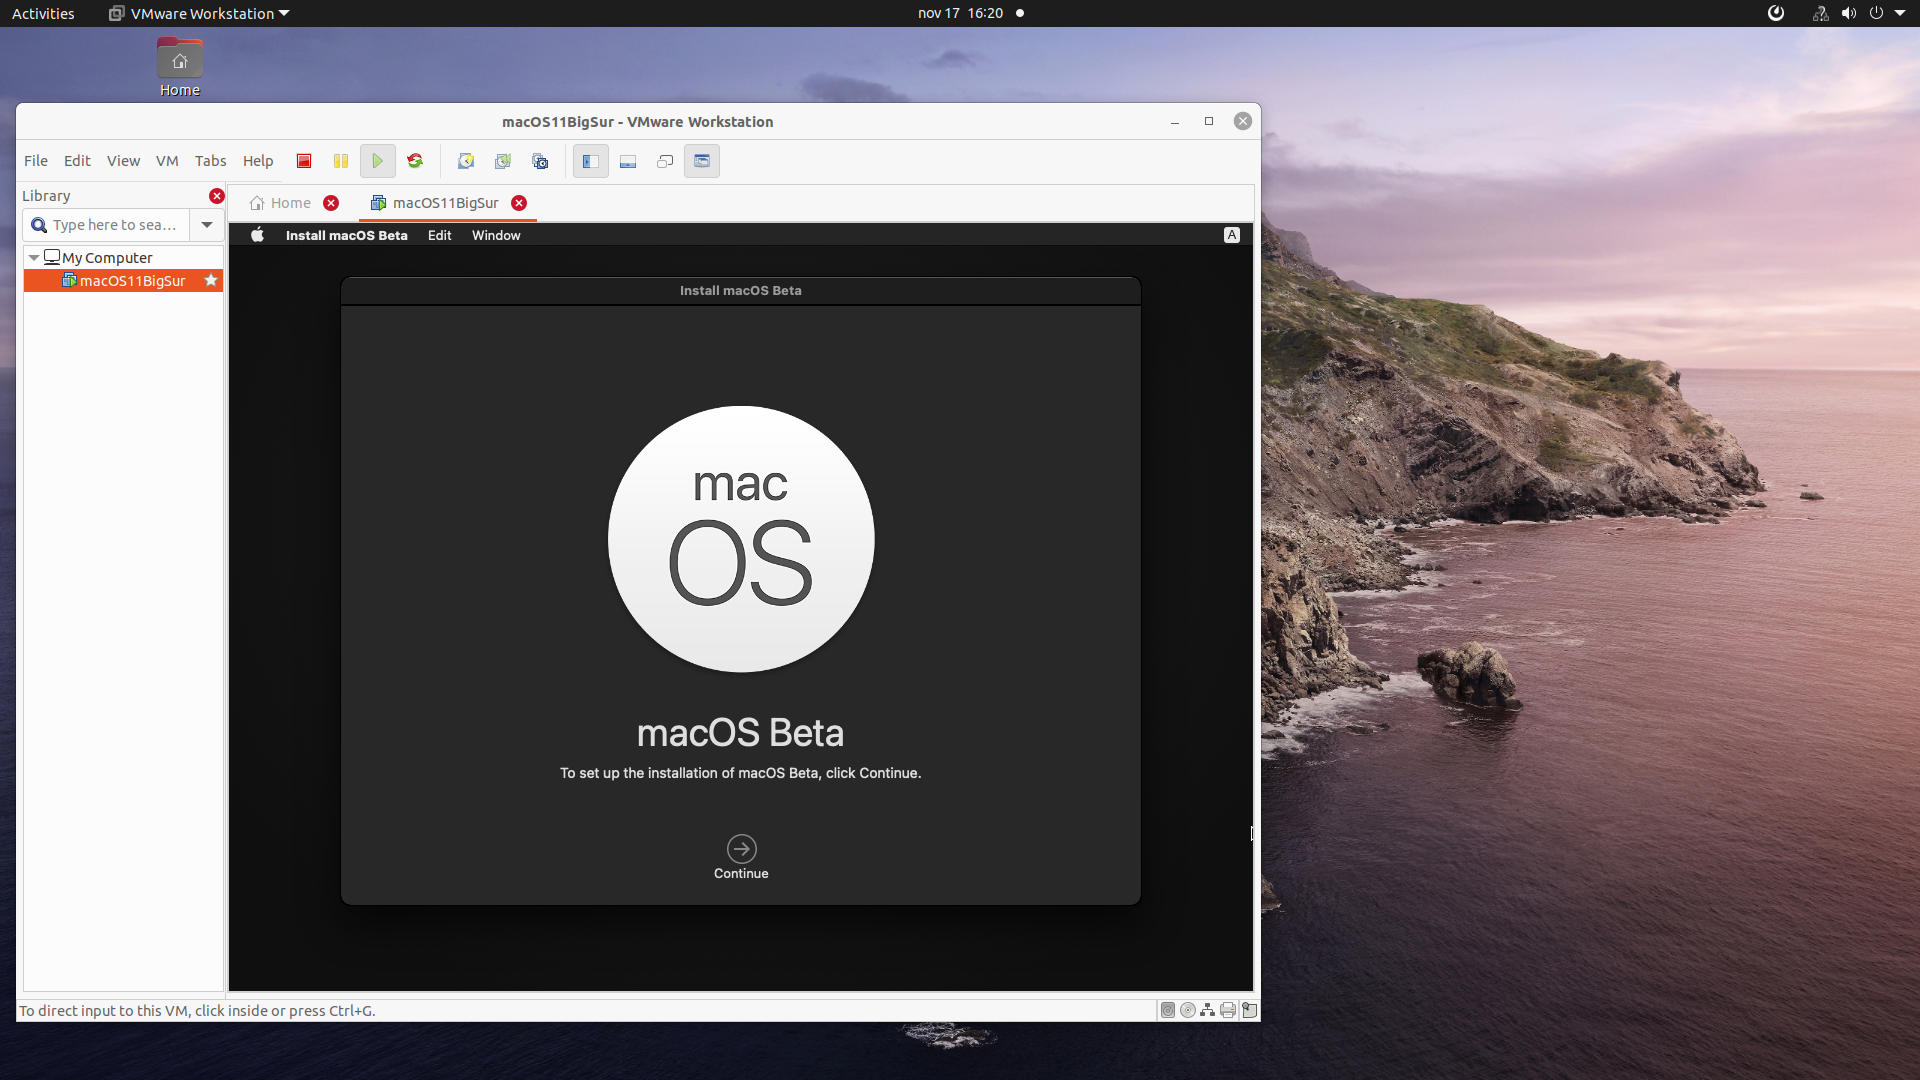 Activities VMware Workstation nov 17 16:20
Home
macOS11BigSur - VMware Workstation
File Edit View VM Tabs Help
Library
Home macOS11BigSur
Type here to sea...
Install macOS Beta Edit Window A
My Computer
macOS11BigSur
Install macOS Beta
mac
OS
macOS Beta
To set up the installation of macOS Beta, click Continue.
Continue
To direct input to this VM, click inside or press Ctrl+G.